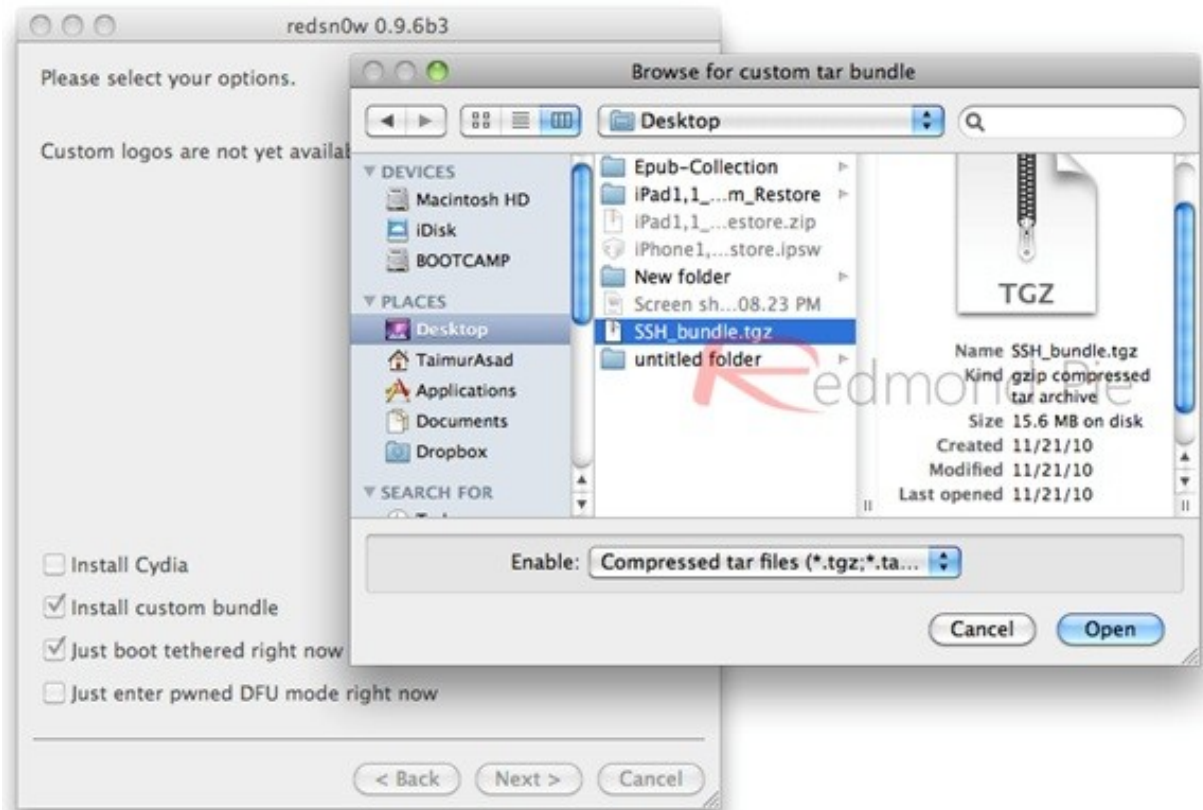 redsn0w 0.9.6b3
Please select your options.
Custom logos are not yet availab
Install Cydia
Install custom bundle
Just boot tethered right now
Just enter pwned DFU mode right now
< Back
Next >
Cancel
Browse for custom tar bundle
Desktop
DEVICES
Macintosh HD
iDisk
BOOTCAMP
PLACES
Desktop
TaimurAsad
Applications
Documents
Dropbox
SEARCH FOR
Epub-Collection
iPad1,1_...m_Restore
iPad1,1_...estore.zip
iPhone1,...store.ipsw
New folder
Screen sh...08.23 PM
SSH_bundle.tgz
untitled folder
TGZ
Name SSH_bundle.tgz
Kind gzip compressed
tar archive
Size 15.6 MB on disk
Created 11/21/10
Modified 11/21/10
Last opened 11/21/10
Redmond Pie
Enable: Compressed tar files (*.tgz;*.ta...
Cancel
Open